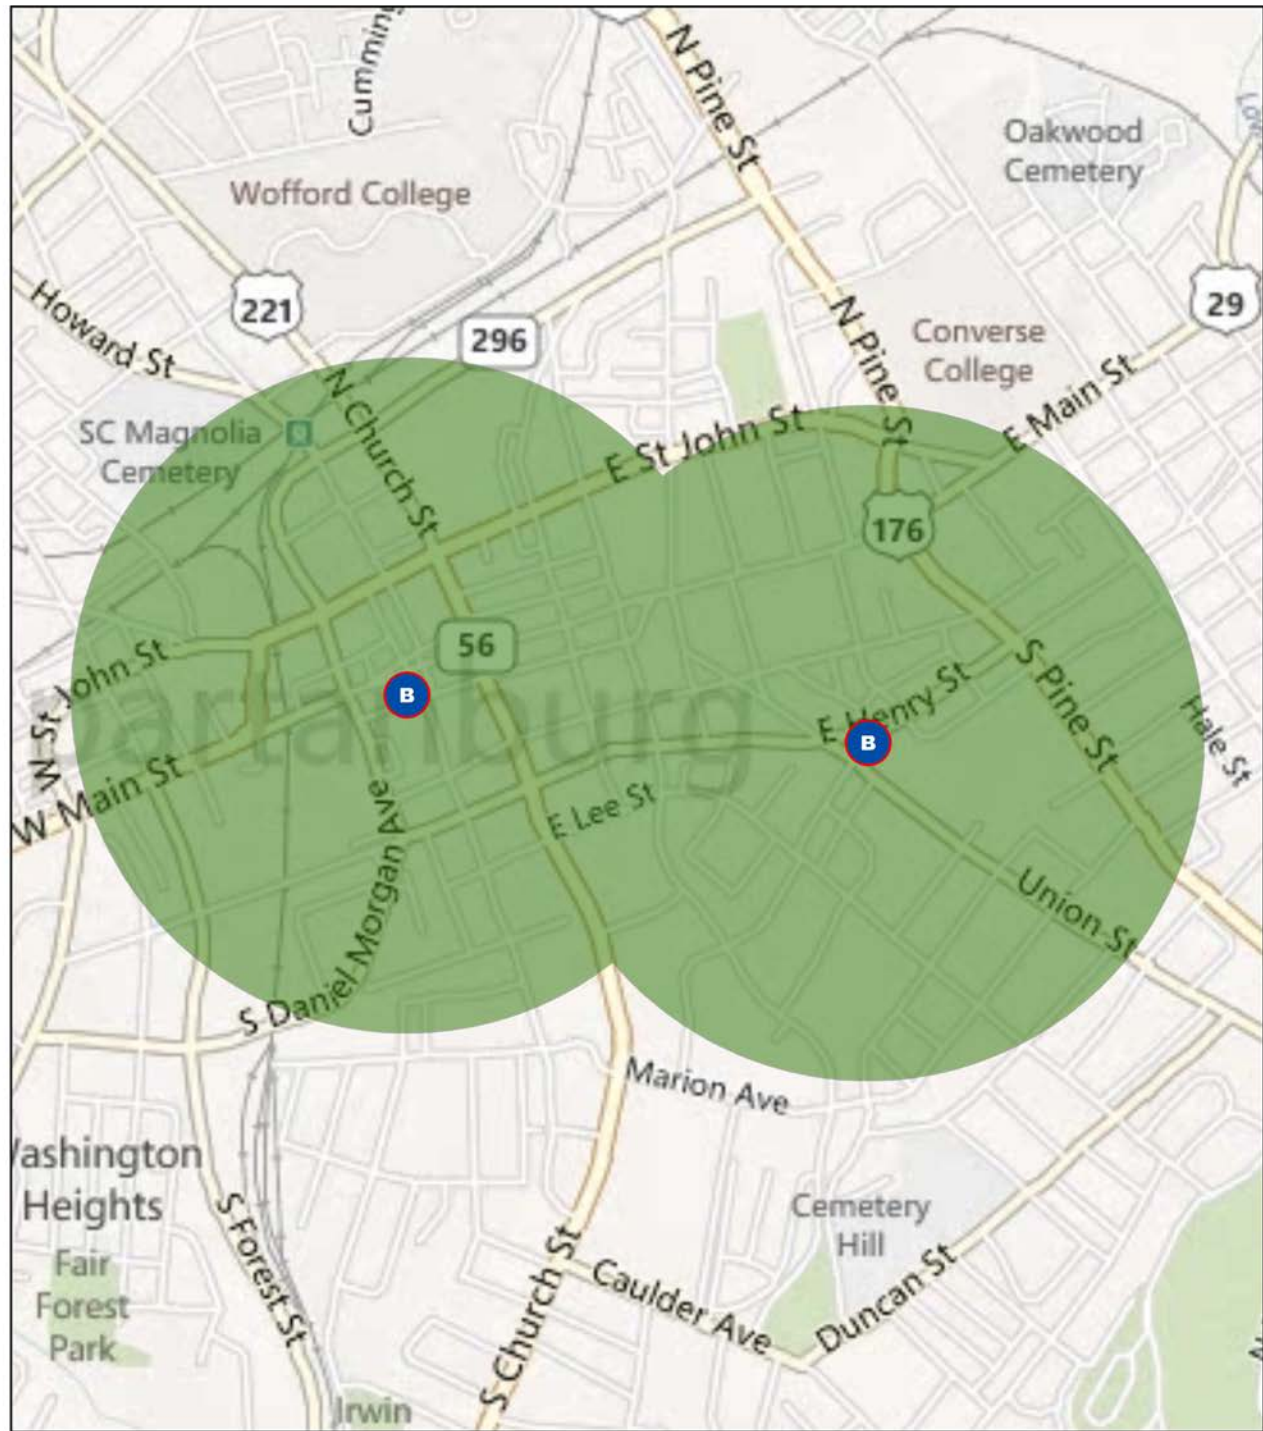 Cumming
N Pine St
Oakwood
Cemetery
Wofford College
221
296
29
Howard St
N Pine St
Converse
College
E Main St
SC Magnolia
Cemetery
N Church St
E St John St
176
W St John St
56
B
partanburg
E Henry St
B
S Pine St
Hale St
W Main St
E Lee St
S Daniel Morgan Ave
Union St
Marion Ave
ashington
Heights
Cemetery
Hill
S Forest St
Fair
Forest
Park
S Church St
Caulder Ave
Duncan St
Irwin